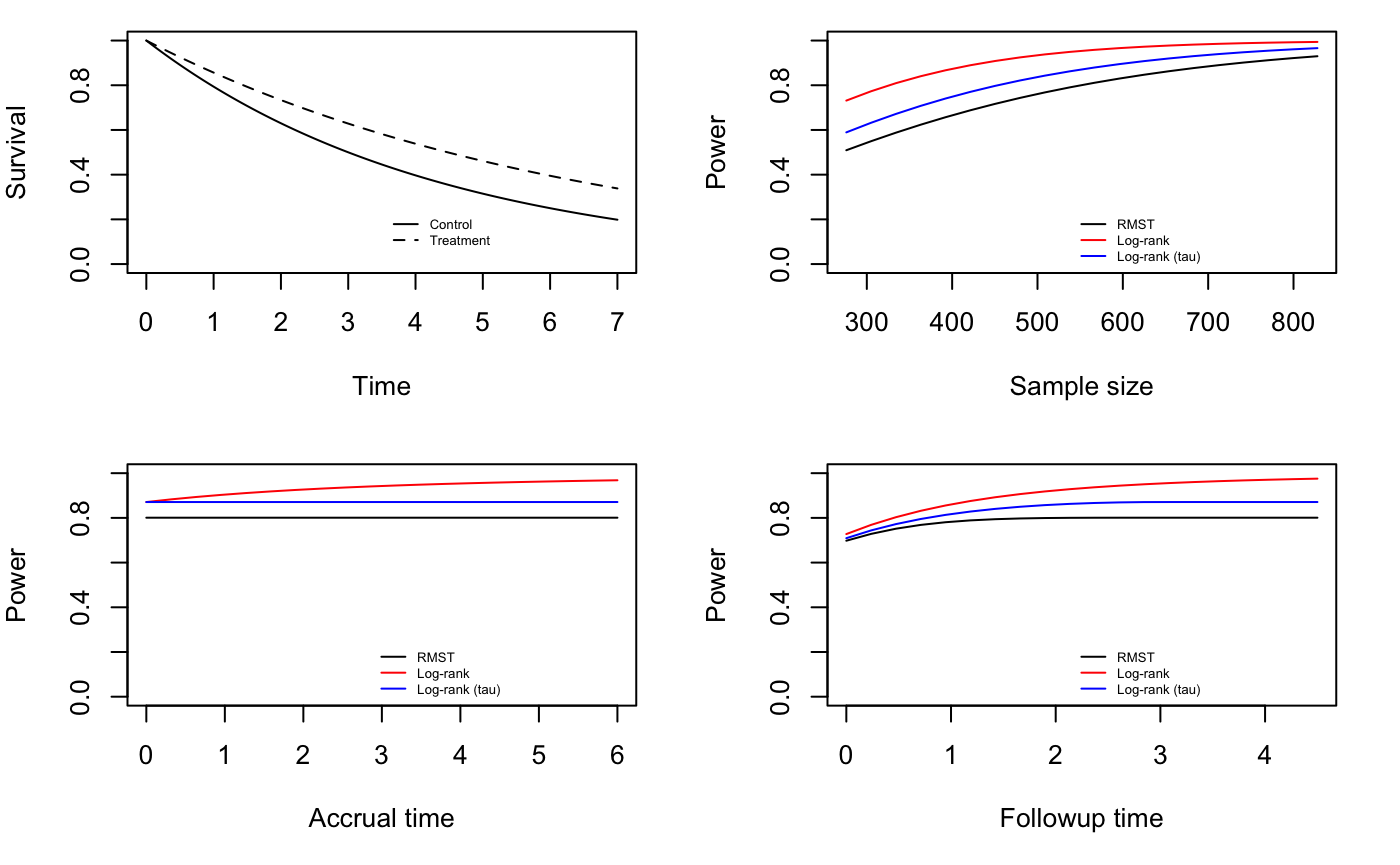 Survival
0.0 0.4 0.8
Control
Treatment
0 1 2 3 4 5 6 7
Time
Power
0.0 0.4 0.8
RMST
Log-rank
Log-rank (tau)
300 400 500 600 700 800
Sample size
Power
0.0 0.4 0.8
RMST
Log-rank
Log-rank (tau)
0 1 2 3 4 5 6
Accrual time
Power
0.0 0.4 0.8
RMST
Log-rank
Log-rank (tau)
0 1 2 3 4
Followup time